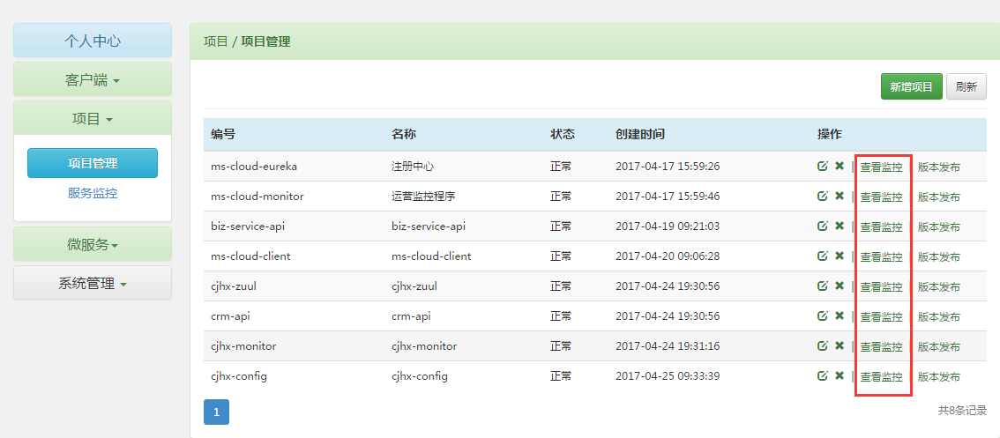 个人中心
客户端
项目
项目管理
服务监控
微服务
系统管理
项目 / 项目管理
新增项目 刷新
编号 名称 状态 创建时间 操作
ms-cloud-eureka 注册中心 正常 2017-04-17 15:59:26 | 查看监控 | 版本发布
ms-cloud-monitor 运营监控程序 正常 2017-04-17 15:59:46 | 查看监控 | 版本发布
biz-service-api biz-service-api 正常 2017-04-19 09:21:03 | 查看监控 | 版本发布
ms-cloud-client ms-cloud-client 正常 2017-04-20 09:06:28 | 查看监控 | 版本发布
cjhx-zuul cjhx-zuul 正常 2017-04-24 19:30:56 | 查看监控 | 版本发布
crm-api crm-api 正常 2017-04-24 19:30:56 | 查看监控 | 版本发布
cjhx-monitor cjhx-monitor 正常 2017-04-24 19:31:16 | 查看监控 | 版本发布
cjhx-config cjhx-config 正常 2017-04-25 09:33:39 | 查看监控 | 版本发布
1 共8条记录